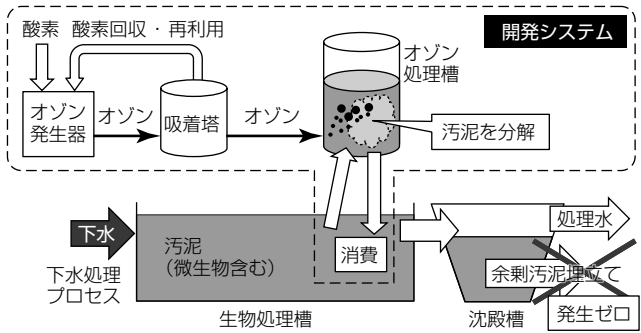 酸素
酸素回収・再利用
開発システム
オゾン
処理槽
オゾン
発生器
オゾン
吸着塔
オゾン
汚泥を分解
下水
汚泥
(微生物含む)
消費
処理水
下水処理
プロセス
余剰汚泥埋立て
発生ゼロ
生物処理槽
沈殿槽